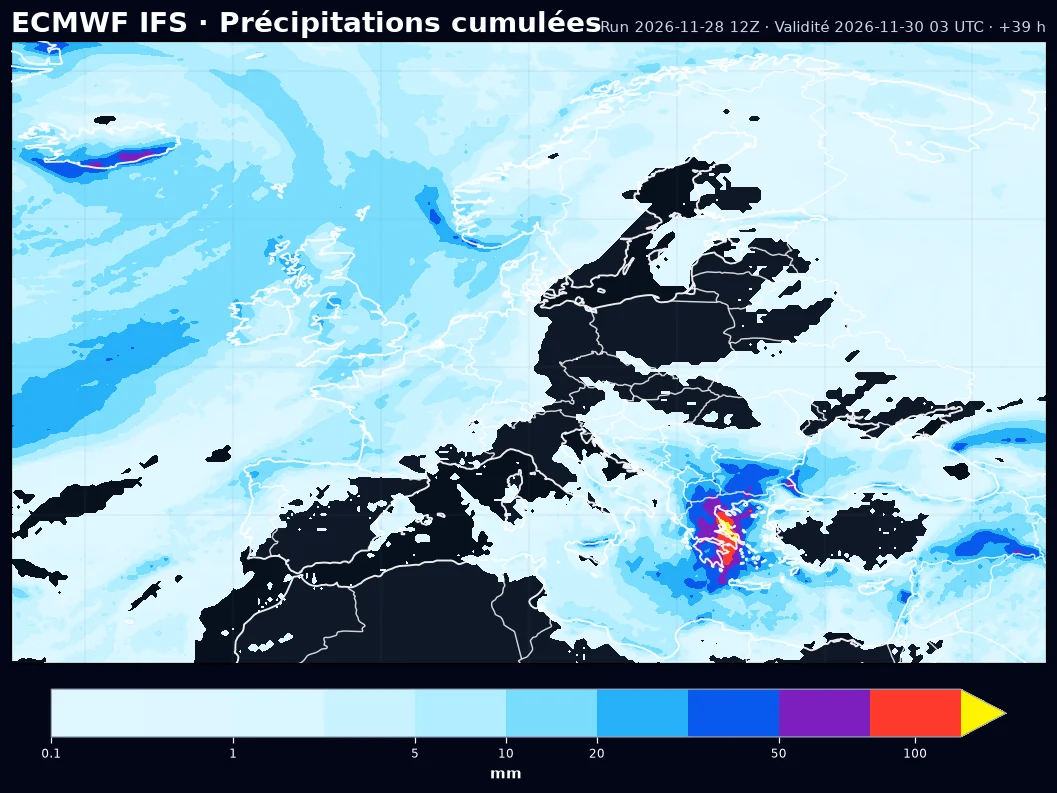 ECMWF IFS · Précipitations cumulées
Run 2026-11-28 12Z · Validité 2026-11-30 03 UTC · +39 h
0.1 1 5 10 20 50 100
mm